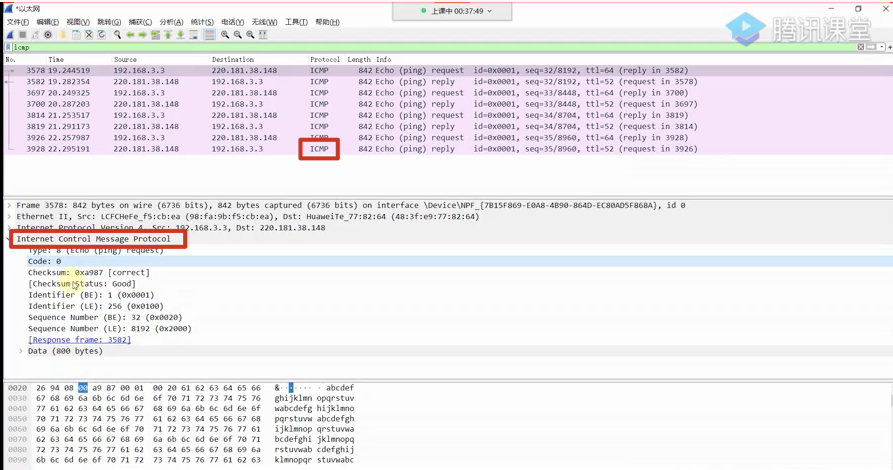 *以太网
上课中 00:37:49
腾讯课堂
文件(F) 编辑(E) 视图(V) 跳转(G) 捕获(C) 分析(A) 统计(S) 电话(Y) 无线(W) 工具(T) 帮助(H)
icmp
No. Time Source Destination Protocol Length Info
3578 19.244519 192.168.3.3 220.181.38.148 ICMP 842 Echo (ping) request id=0x0001, seq=32/8192, ttl=64 (reply in 3582)
3582 19.282354 220.181.38.148 192.168.3.3 ICMP 842 Echo (ping) reply id=0x0001, seq=32/8192, ttl=52 (request in 3578)
3697 20.249325 192.168.3.3 220.181.38.148 ICMP 842 Echo (ping) request id=0x0001, seq=33/8448, ttl=64 (reply in 3700)
3700 20.287203 220.181.38.148 192.168.3.3 ICMP 842 Echo (ping) reply id=0x0001, seq=33/8448, ttl=52 (request in 3697)
3814 21.253517 192.168.3.3 220.181.38.148 ICMP 842 Echo (ping) request id=0x0001, seq=34/8704, ttl=64 (reply in 3819)
3819 21.291173 220.181.38.148 192.168.3.3 ICMP 842 Echo (ping) reply id=0x0001, seq=34/8704, ttl=52 (request in 3814)
3926 22.257987 192.168.3.3 220.181.38.148 ICMP 842 Echo (ping) request id=0x0001, seq=35/8960, ttl=64 (reply in 3928)
3928 22.295191 220.181.38.148 192.168.3.3 ICMP 842 Echo (ping) reply id=0x0001, seq=35/8960, ttl=52 (request in 3926)
Frame 3578: 842 bytes on wire (6736 bits), 842 bytes captured (6736 bits) on interface \Device\NPF_{7B15F869-E0A8-4B90-864D-EC80AD5F868A}, id 0
Ethernet II, Src: LCFCHeFe_f5:cb:ea (98:fa:9b:f5:cb:ea), Dst: HuaweiTe_77:82:64 (48:3f:e9:77:82:64)
Internet Protocol Version 4, Src: 192.168.3.3, Dst: 220.181.38.148
Internet Control Message Protocol
Type: 8 (Echo (ping) request)
Code: 0
Checksum: 0xa987 [correct]
[Checksum Status: Good]
Identifier (BE): 1 (0x0001)
Identifier (LE): 256 (0x0100)
Sequence Number (BE): 32 (0x0020)
Sequence Number (LE): 8192 (0x2000)
[Response frame: 3582]
Data (800 bytes)
0020 26 94 08 00 a9 87 00 01 00 20 61 62 63 64 65 66 &······· · abcdef
0030 67 68 69 6a 6b 6c 6d 6e 6f 70 71 72 73 74 75 76 ghijklmn opqrstuv
0040 77 61 62 63 64 65 66 67 68 69 6a 6b 6c 6d 6e 6f wabcdefg hijklmno
0050 70 71 72 73 74 75 76 77 61 62 63 64 65 66 67 68 pqrstuvw abcdefgh
0060 69 6a 6b 6c 6d 6e 6f 70 71 72 73 74 75 76 77 61 ijklmnop qrstuvwa
0070 62 63 64 65 66 67 68 69 6a 6b 6c 6d 6e 6f 70 71 bcdefghi jklmnopq
0080 72 73 74 75 76 77 61 62 63 64 65 66 67 68 69 6a rstuvwab cdefghij
0090 6b 6c 6d 6e 6f 70 71 72 73 74 75 76 77 61 62 63 klmnopqr stuvwabc